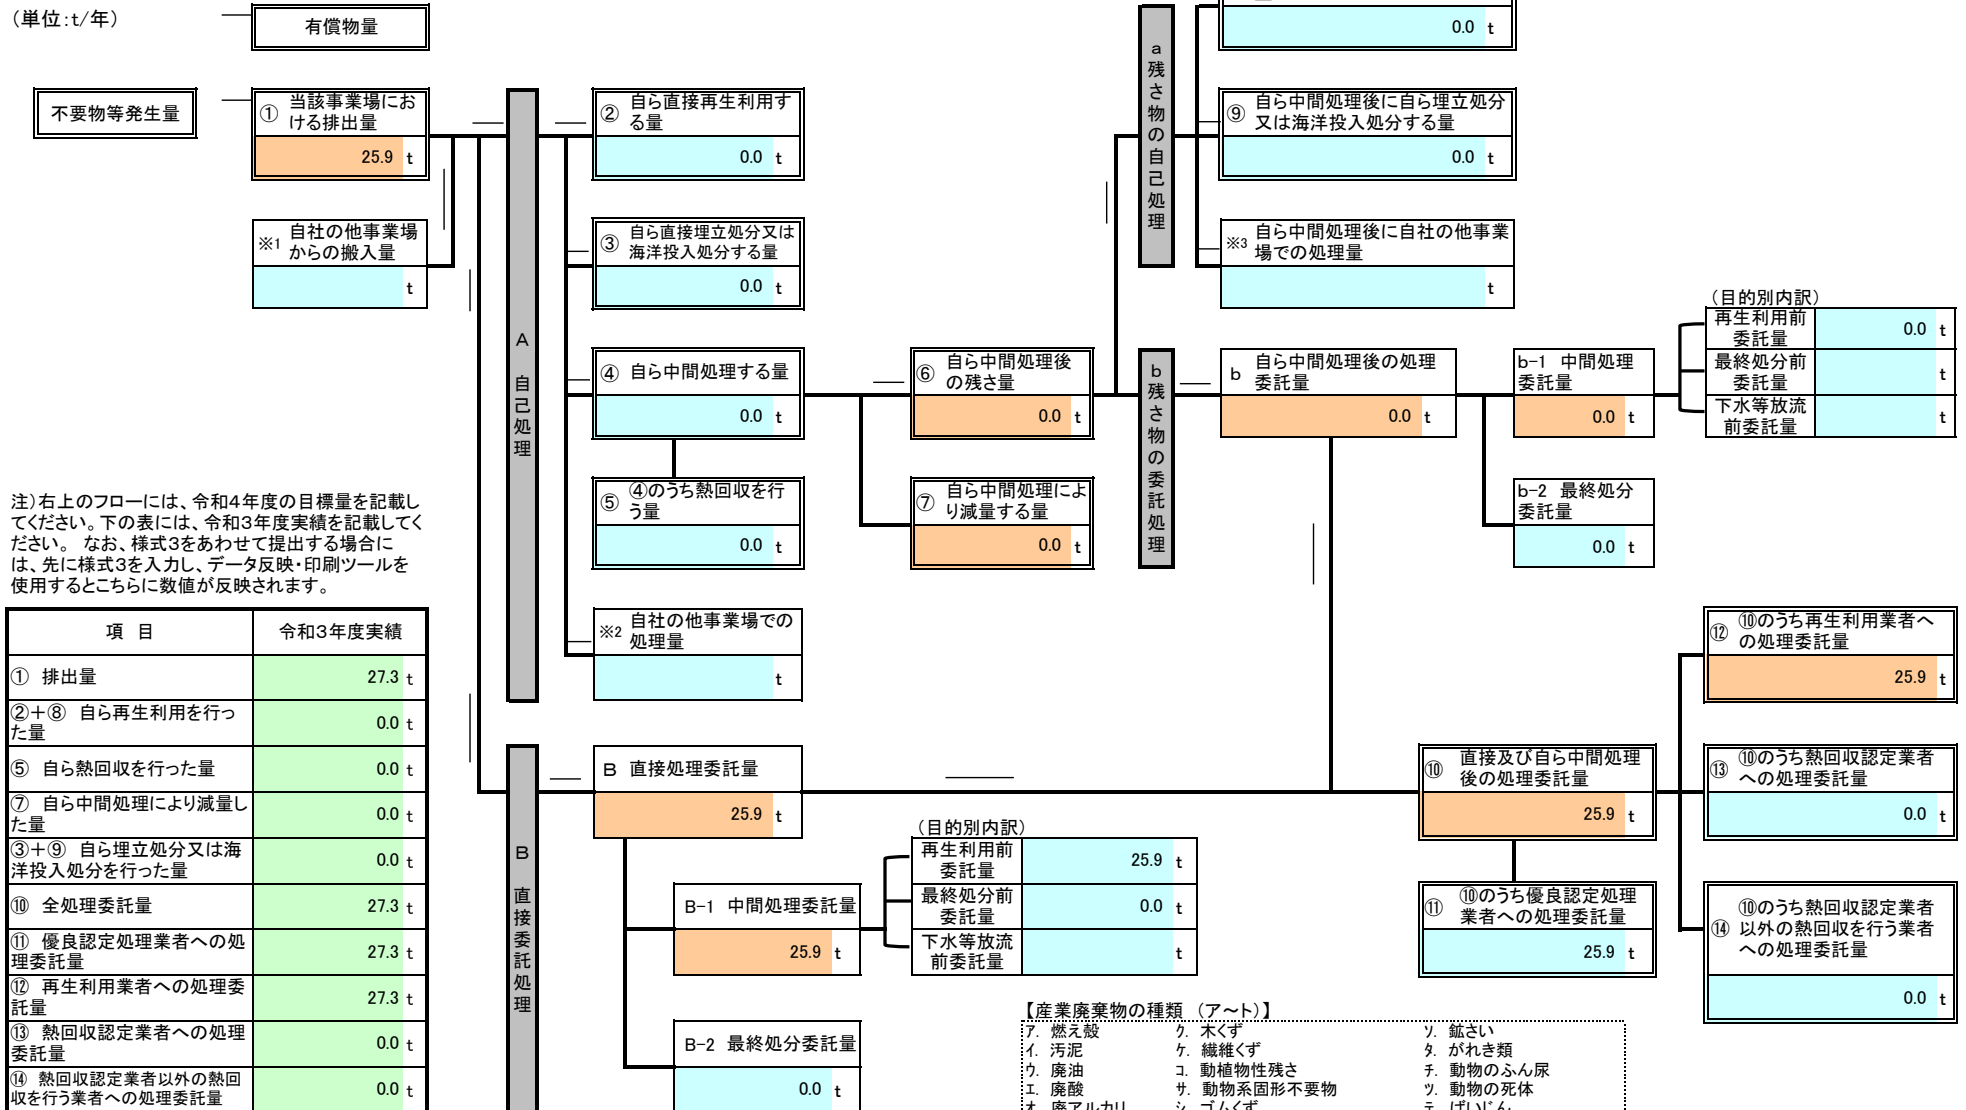 （単位：t/年）
有償物量
0.0 t
不要物等発生量
① 当該事業場にお
ける排出量
25.9 t
※1 自社の他事業場
からの搬入量
t
A 自己処理
② 自ら直接再生利用す
る量
0.0 t
③ 自ら直接埋立処分又は
海洋投入処分する量
0.0 t
④ 自ら中間処理する量
0.0 t
⑤ ④のうち熱回収を行
う量
0.0 t
※2 自社の他事業場での
処理量
t
⑥ 自ら中間処理後
の残さ量
0.0 t
⑦ 自ら中間処理によ
り減量する量
0.0 t
a 残さ物の自己処理
⑨ 自ら中間処理後に自ら埋立処分
又は海洋投入処分する量
0.0 t
※3 自ら中間処理後に自社の他事業
場での処理量
t
b 残さ物の委託処理
b 自ら中間処理後の処理
委託量
0.0 t
b-1 中間処理
委託量
0.0 t
b-2 最終処分
委託量
0.0 t
（目的別内訳）
再生利用前
委託量
0.0 t
最終処分前
委託量
t
下水等放流
前委託量
t
注）右上のフローには、令和４年度の目標量を記載し
てください。下の表には、令和３年度実績を記載してく
ださい。 なお、様式３をあわせて提出する場合に
は、先に様式３を入力し、データ反映・印刷ツールを
使用するとこちらに数値が反映されます。
項 目 令和３年度実績
① 排出量 27.3 t
②＋⑧ 自ら再生利用を行っ
た量
0.0 t
⑤ 自ら熱回収を行った量 0.0 t
⑦ 自ら中間処理により減量し
た量
0.0 t
③＋⑨ 自ら埋立処分又は海
洋投入処分を行った量
0.0 t
⑩ 全処理委託量 27.3 t
⑪ 優良認定処理業者への処
理委託量
27.3 t
⑫ 再生利用業者への処理委
託量
27.3 t
⑬ 熱回収認定業者への処理
委託量
0.0 t
⑭ 熱回収認定業者以外の熱回
収を行う業者への処理委託量
0.0 t
B 直接委託処理
B 直接処理委託量
25.9 t
B-1 中間処理委託量
25.9 t
B-2 最終処分委託量
0.0 t
（目的別内訳）
再生利用前
委託量
25.9 t
最終処分前
委託量
0.0 t
下水等放流
前委託量
t
⑩ 直接及び自ら中間処理
後の処理委託量
25.9 t
⑪ ⑩のうち優良認定処理
業者への処理委託量
25.9 t
⑫ ⑩のうち再生利用業者へ
の処理委託量
25.9 t
⑬ ⑩のうち熱回収認定業者
への処理委託量
0.0 t
⑭ ⑩のうち熱回収認定業者
以外の熱回収を行う業者
への処理委託量
0.0 t
【産業廃棄物の種類 （ア～ト）】
ｱ. 燃え殻 ｸ. 木くず ｿ. 鉱さい
ｲ. 汚泥 ｹ. 繊維くず ﾀ. がれき類
ｳ. 廃油 ｺ. 動植物性残さ ﾁ. 動物のふん尿
ｴ. 廃酸 ｻ. 動物系固形不要物 ﾂ. 動物の死体
ｵ. 廃アルカリ ｼ. ゴムくず ﾃ. ばいじん